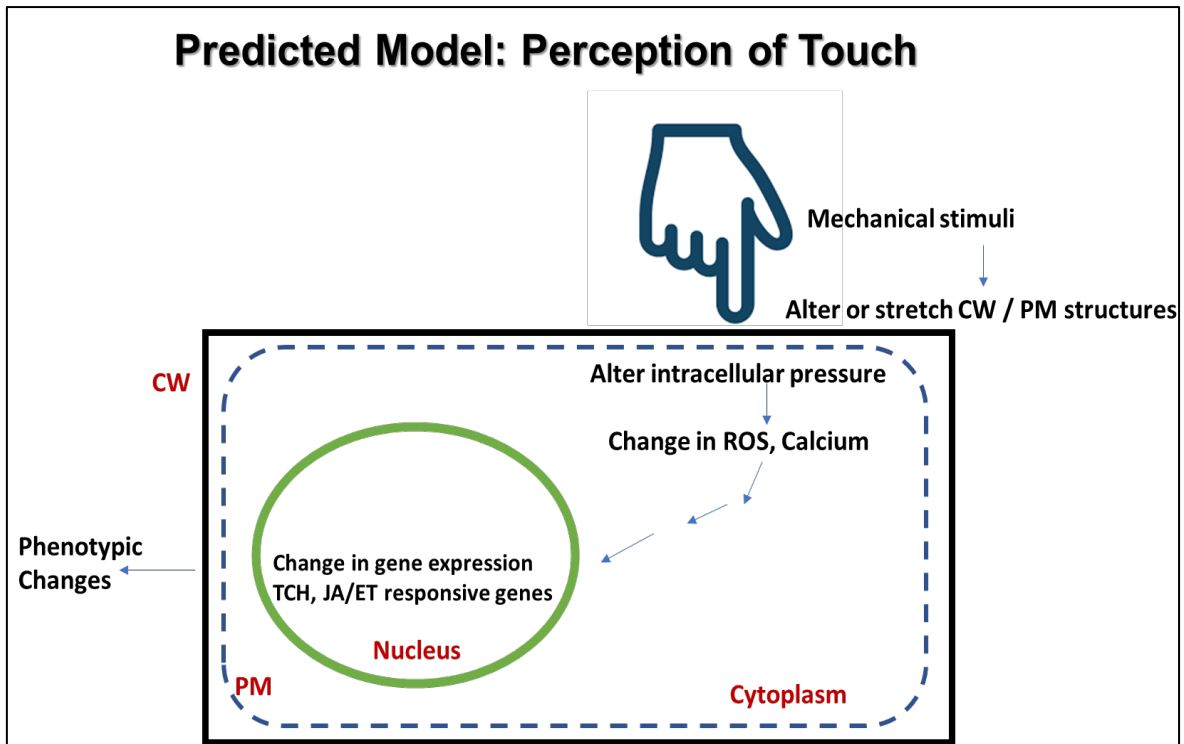 Predicted Model: Perception of Touch
Mechanical stimuli
Alter or stretch CW / PM structures
CW
Alter intracellular pressure
Change in ROS, Calcium
Phenotypic
Changes
Change in gene expression
TCH, JA/ET responsive genes
Nucleus
PM
Cytoplasm